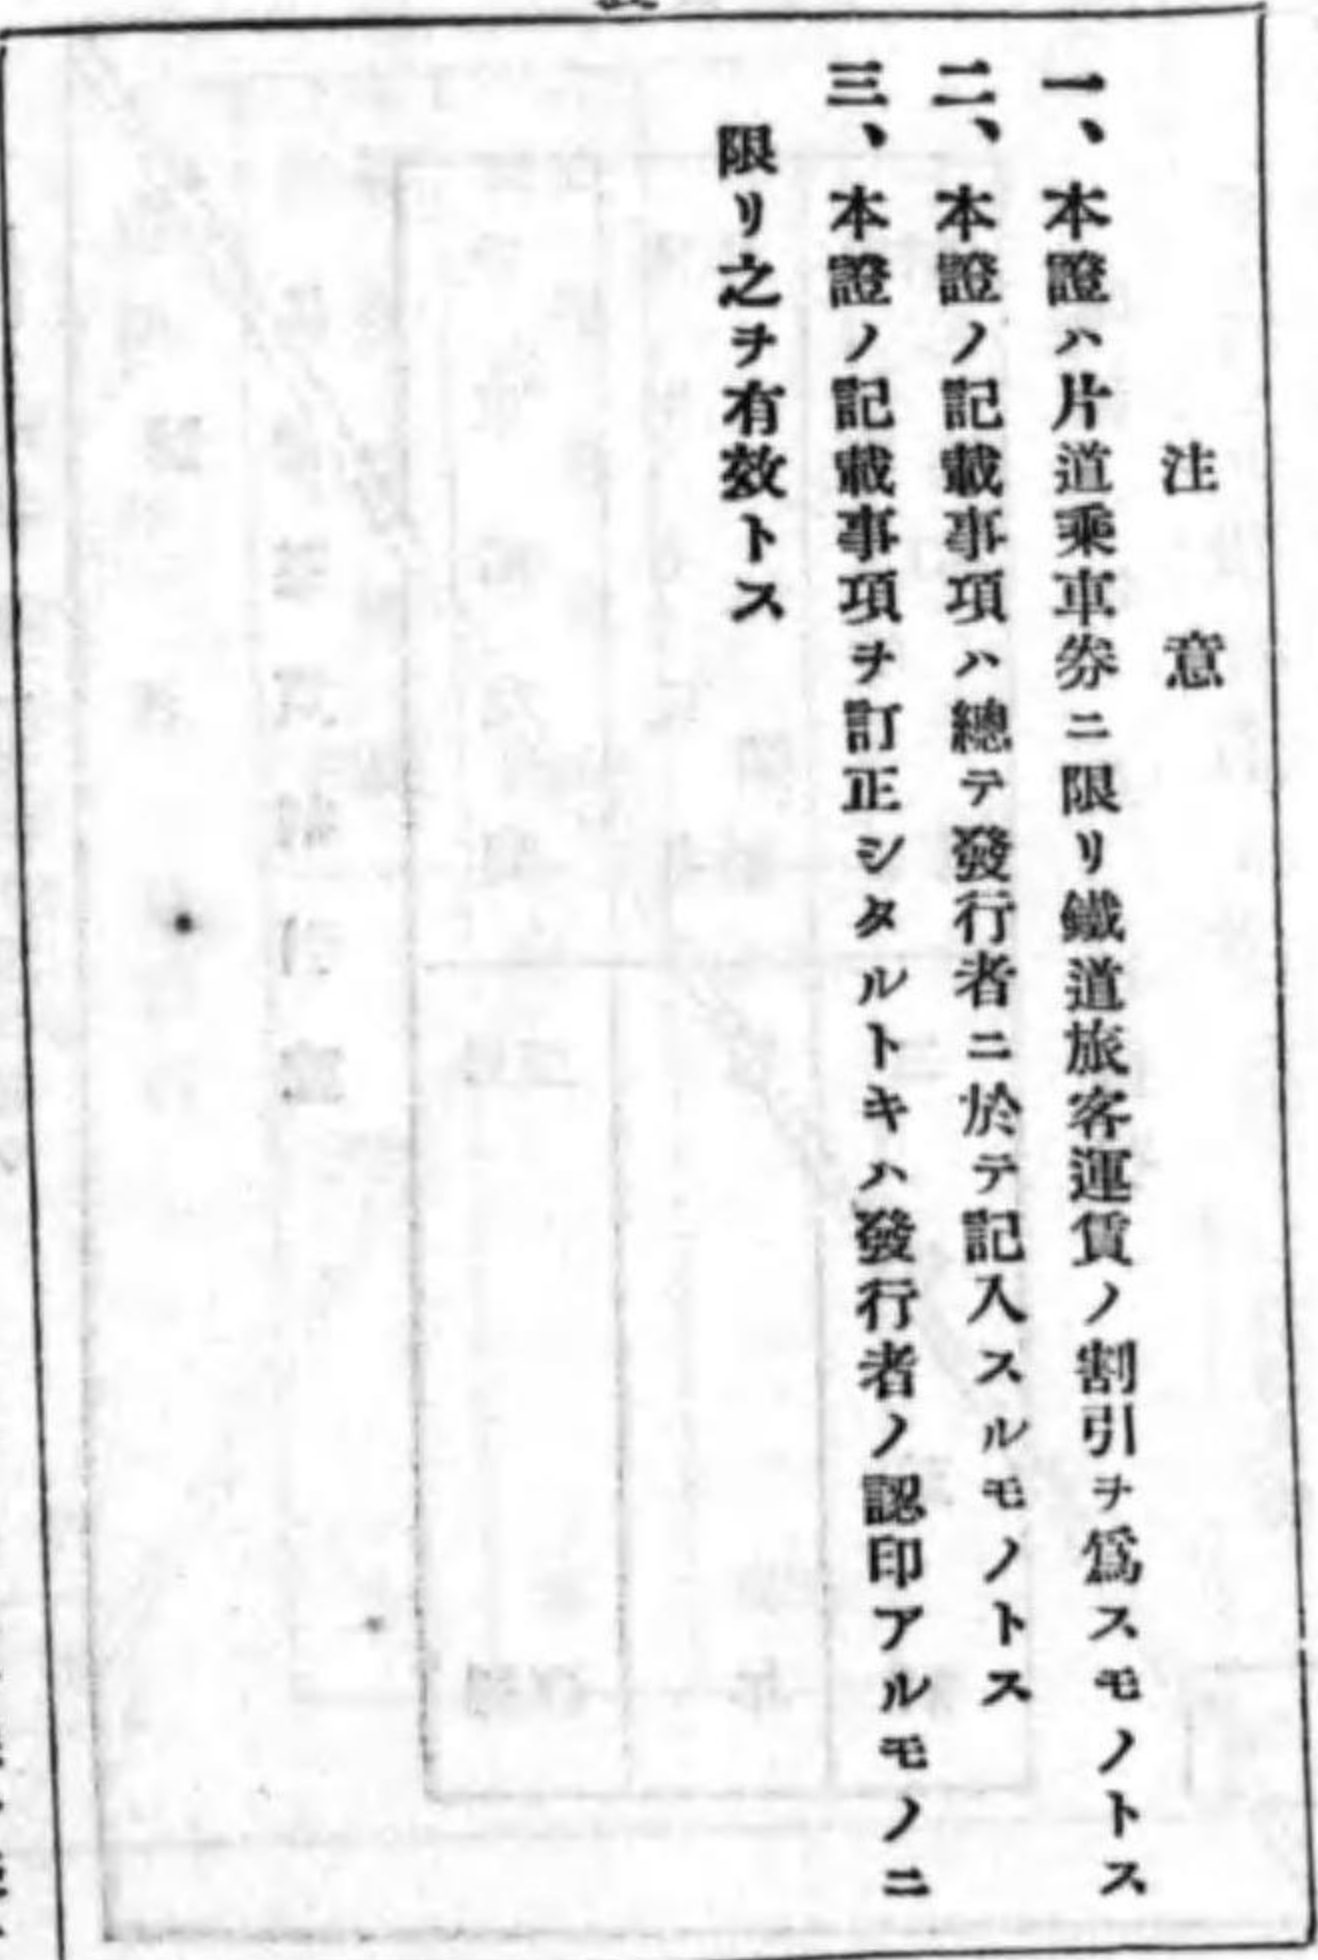 注意
一、本證ハ片道乘車券ニ限リ鐵道旅客運賃ノ割引ヲ爲スモノトス
二、本證ノ記載事項ハ總テ發行者ニ於テ記入スルモノトス
三、本證ノ記載事項ヲ訂正シタルトキハ發行者ノ認印アルモノニ
限リ之ヲ有效トス